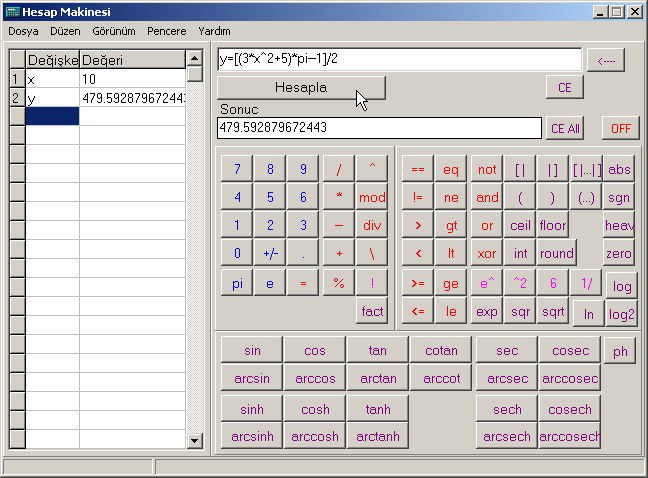 Hesap Makinesi
Dosya Düzen Görünüm Pencere Yardım
Değişke Değeri
1 x 10
2 y 479.592879672443
y=[(3*x^2+5)*pi-1]/2
<----
Hesapla
CE
Sonuc
479.592879672443
CE All
OFF
7 8 9 / ^
4 5 6 * mod
1 2 3 - div
0 +/- . + \
pi e = % !
fact
== eq not [| |] [|...|] abs
!= ne and ( ) (...) sgn
> gt or ceil floor heav
< lt xor int round zero
>= ge e^ ^2 6 1/ log
<= le exp sqr sqrt ln log2
sin cos tan cotan sec cosec ph
arcsin arccos arctan arccot arcsec arccosec
sinh cosh tanh sech cosech
arcsinh arccosh arctanh arcsech arccosech